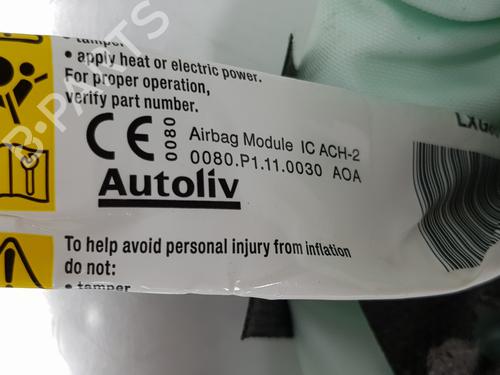 • tamper
• apply heat or electric power.
For proper operation,
verify part number.
CE 0080
Airbag Module IC ACH-2
0080.P1.11.0030 AOA
Autoliv
To help avoid personal injury from inflation
do not:
• tamper
B-PARTS